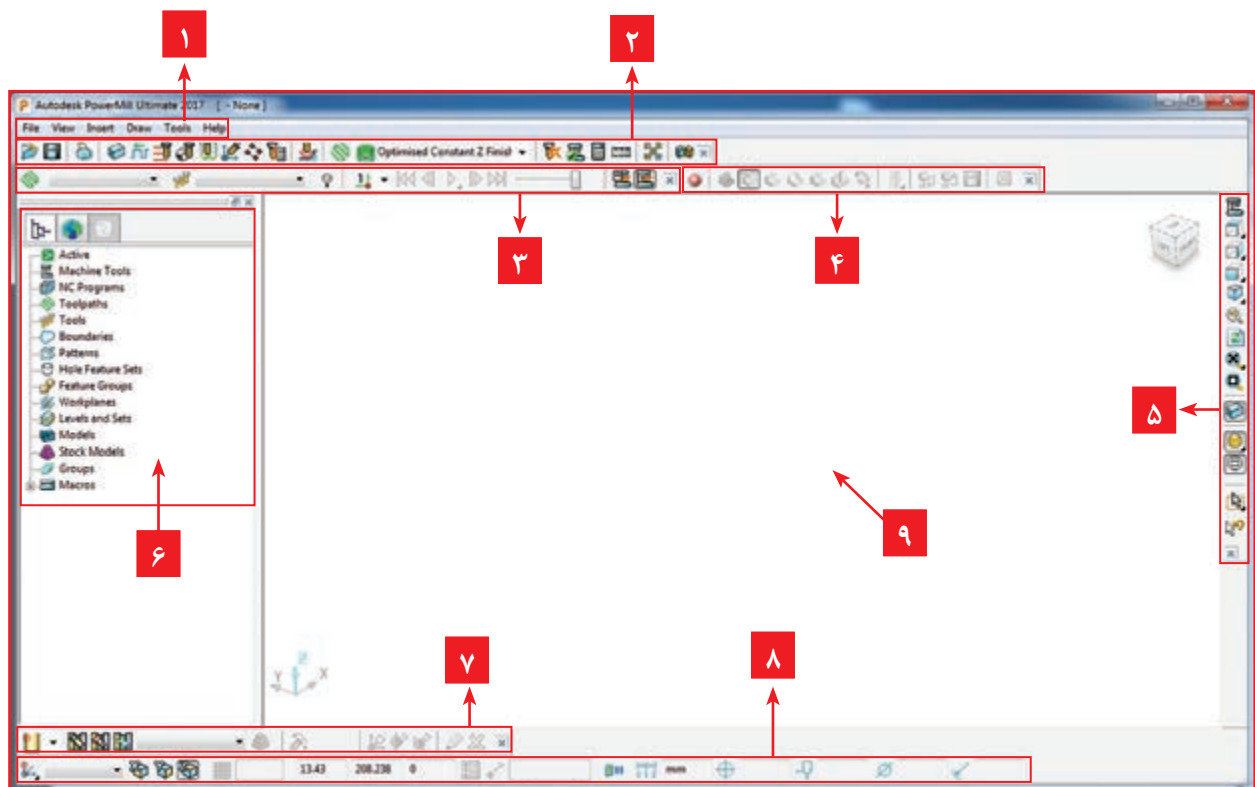 ۱
۲
Autodesk PowerMill Ultimate 2017 [ - None ]
File View Insert Draw Tools Help
Optimised Constant Z Finish
۳
۴
Active
Machine Tools
NC Programs
Toolpaths
Tools
Boundaries
Patterns
Hole Feature Sets
Feature Groups
Workplanes
Levels and Sets
Models
Stock Models
Groups
Macros
۵
۶
۹
Z
Y X
۷
۸
13.43 208.238 0 mm